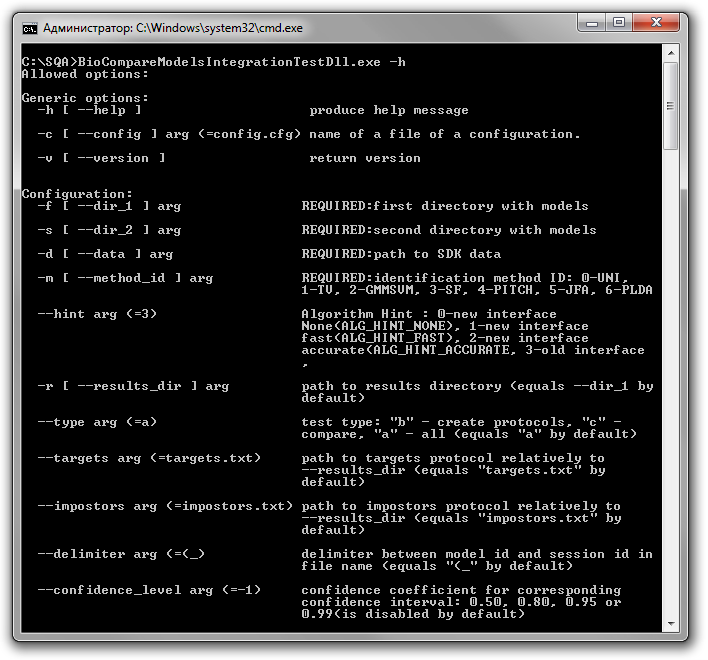 Администратор: C:\Windows\system32\cmd.exe
C:\SQA>BioCompareModelsIntegrationTestDll.exe -h
Allowed options:
Generic options:
-h [ --help ] produce help message
-c [ --config ] arg (=config.cfg) name of a file of a configuration.
-v [ --version ] return version
Configuration:
-f [ --dir_1 ] arg REQUIRED:first directory with models
-s [ --dir_2 ] arg REQUIRED:second directory with models
-d [ --data ] arg REQUIRED:path to SDK data
-m [ --method_id ] arg REQUIRED:identification method ID: 0-UNI,
1-TV, 2-GMMSVM, 3-SF, 4-PITCH, 5-JFA, 6-PLDA
--hint arg (=3) Algorithm Hint : 0-new interface
None(ALG_HINT_NONE), 1-new interface
fast(ALG_HINT_FAST), 2-new interface
accurate(ALG_HINT_ACCURATE, 3-old interface
,
-r [ --results_dir ] arg path to results directory (equals --dir_1 by
default)
--type arg (=a) test type: "b" - create protocols, "c" -
compare, "a" - all (equals "a" by default)
--targets arg (=targets.txt) path to targets protocol relatively to
--results_dir (equals "targets.txt" by
default)
--impostors arg (=impostors.txt) path to impostors protocol relatively to
--results_dir (equals "impostors.txt" by
default)
--delimiter arg (=(_) delimiter between model id and session id in
file name (equals "(_" by default)
--confidence_level arg (=-1) confidence coefficient for corresponding
confidence interval: 0.50, 0.80, 0.95 or
0.99(is disabled by default)